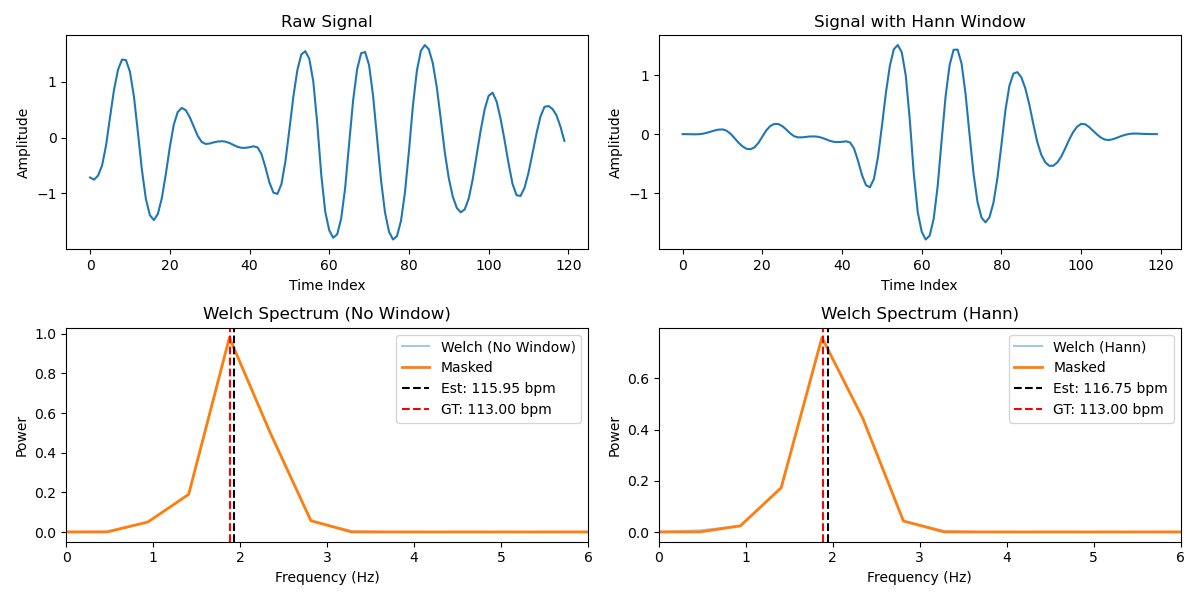 Raw Signal
Amplitude
1
0
−1
0 20 40 60 80 100 120
Time Index
Signal with Hann Window
Amplitude
1
0
−1
0 20 40 60 80 100 120
Time Index
Welch Spectrum (No Window)
Power
1.0
0.8
0.6
0.4
0.2
0.0
Welch (No Window)
Masked
Est: 115.95 bpm
GT: 113.00 bpm
0 1 2 3 4 5 6
Frequency (Hz)
Welch Spectrum (Hann)
Power
0.6
0.4
0.2
0.0
Welch (Hann)
Masked
Est: 116.75 bpm
GT: 113.00 bpm
0 1 2 3 4 5 6
Frequency (Hz)